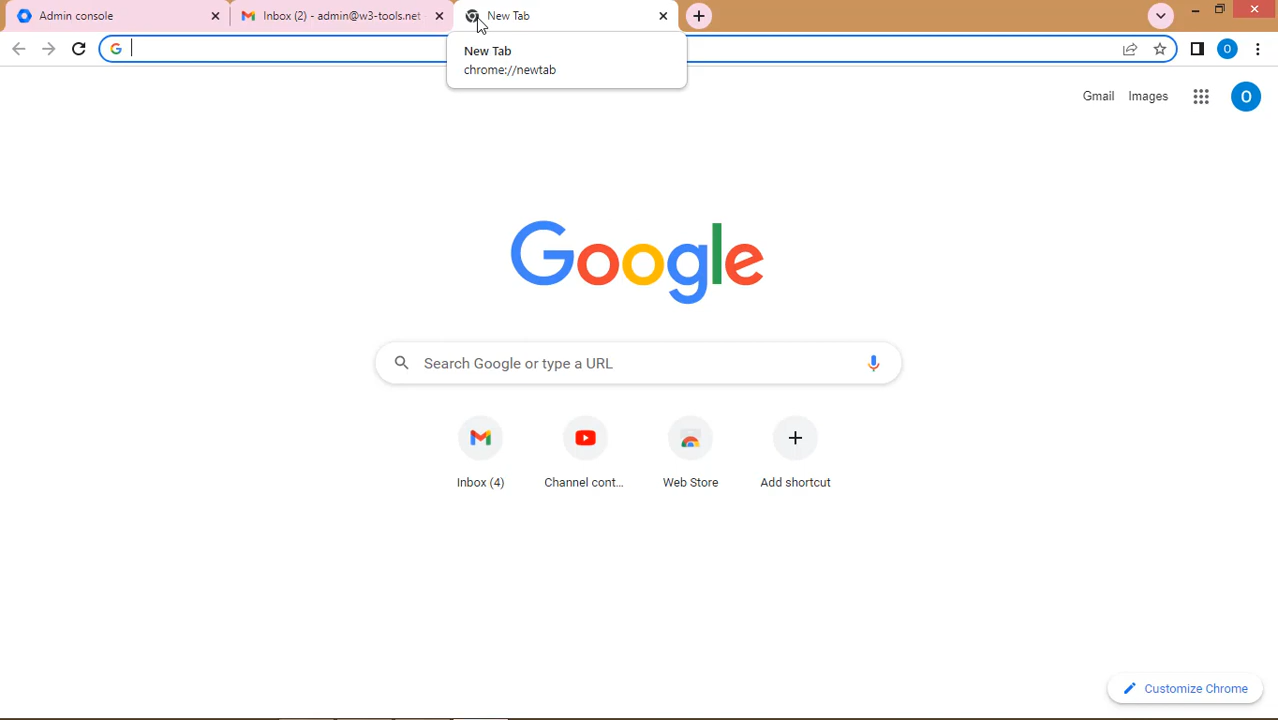 Admin console
Inbox (2) - admin@w3-tools.net
New Tab
New Tab
chrome://newtab
O
Gmail
Images
O
Google
Search Google or type a URL
Inbox (4)
Channel cont...
Web Store
Add shortcut
Customize Chrome